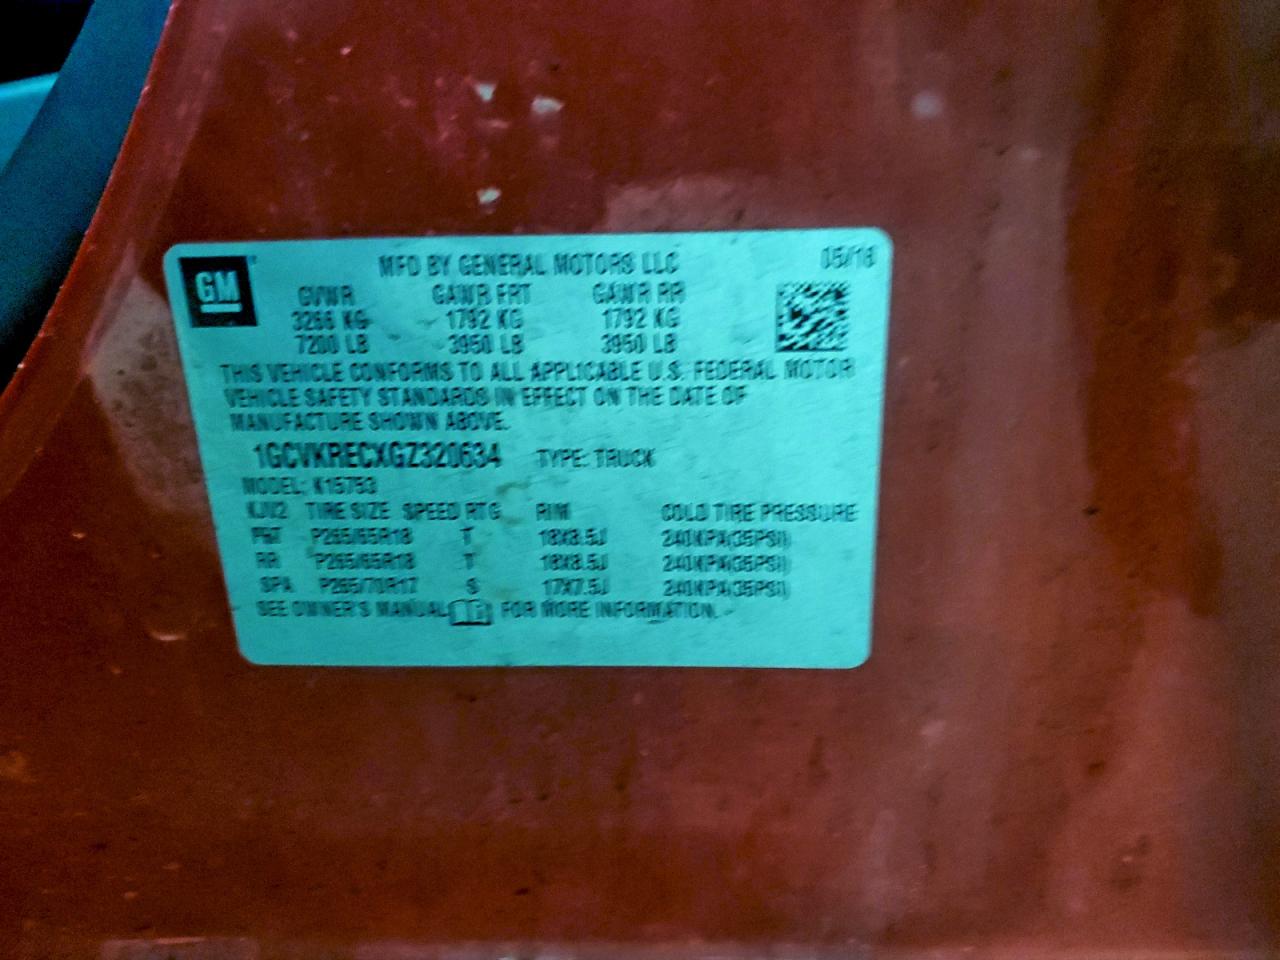 GM
MFD BY GENERAL MOTORS LLC 05/16
GVWR GAWR FRT GAWR RR
3266 KG 1792 KG 1792 KG
7200 LB 3950 LB 3950 LB
THIS VEHICLE CONFORMS TO ALL APPLICABLE U.S. FEDERAL MOTOR
VEHICLE SAFETY STANDARDS IN EFFECT ON THE DATE OF
MANUFACTURE SHOWN ABOVE.
1GCVKRECXGZ320634 TYPE: TRUCK
MODEL: K15753
KJV2 TIRE SIZE SPEED RTG RIM COLD TIRE PRESSURE
FRT P265/65R18 T 18X8.5J 240KPA(35PSI)
RR P265/65R18 T 18X8.5J 240KPA(35PSI)
SPA P265/70R17 S 17X7.5J 240KPA(35PSI)
SEE OWNER'S MANUAL FOR MORE INFORMATION.